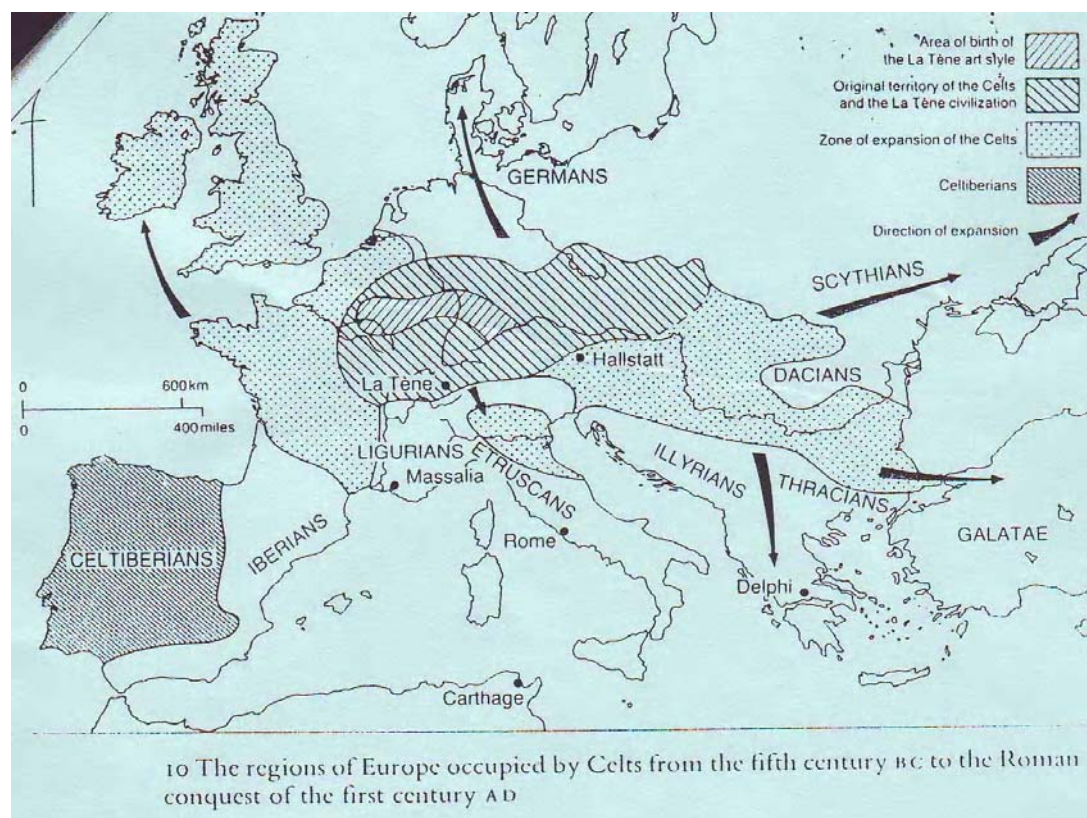 Area of birth of
the La Tène art style
Original territory of the Celts
and the La Tène civilization
Zone of expansion of the Celts
Celtiberians
Direction of expansion
GERMANS
SCYTHIANS
Hallstatt
DACIANS
La Tène
0 600 km
0 400 miles
LIGURIANS
ETRUSCANS
ILLYRIANS
THRACIANS
Massalia
CELTIBERIANS
IBERIANS
Rome
GALATAE
Delphi
Carthage
10 The regions of Europe occupied by Celts from the fifth century BC to the Roman
conquest of the first century AD